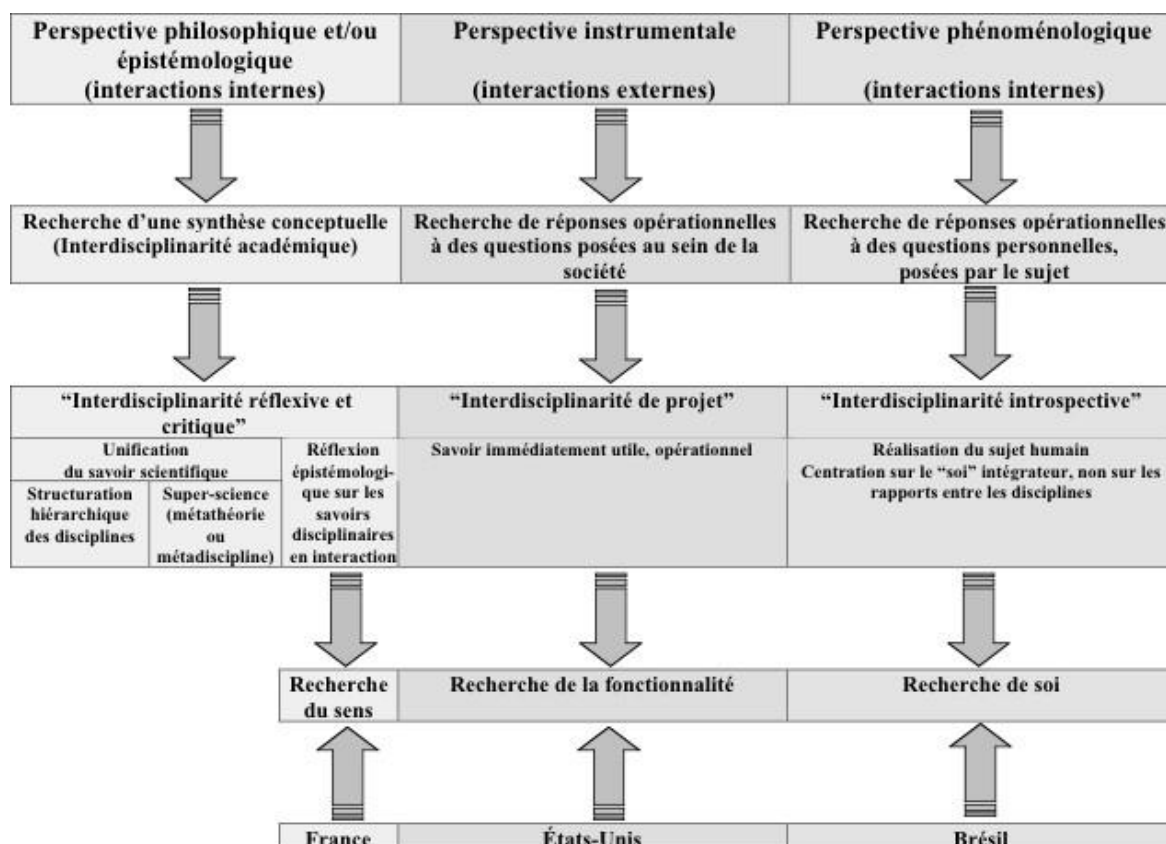 Perspective philosophique et/ou
épistémologique
(interactions internes)
Perspective instrumentale
(interactions externes)
Perspective phénoménologique
(interactions internes)
Recherche d'une synthèse conceptuelle
(Interdisciplinarité académique)
Recherche de réponses opérationnelles
à des questions posées au sein de la
société
Recherche de réponses opérationnelles
à des questions personnelles,
posées par le sujet
“Interdisciplinarité réflexive et
critique”
“Interdisciplinarité de projet”
“Interdisciplinarité introspective”
Unification
du savoir scientifique
Structuration
hiérarchique
des disciplines
Super-science
(métathéorie
ou
métadiscipline)
Réflexion
épistémologi-
que sur les
savoirs
disciplinaires
en interaction
Savoir immédiatement utile, opérationnel
Réalisation du sujet humain
Centration sur le “soi” intégrateur, non sur les
rapports entre les disciplines
Recherche
du sens
Recherche de la fonctionnalité
Recherche de soi
France
États-Unis
Brésil